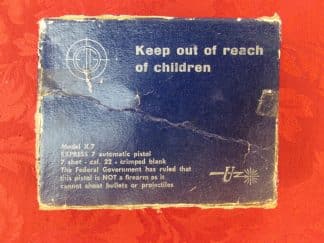 Keep out of reach
of children
Model X.7
EXPRESS 7 automatic pistol
7 shot - cal. 22 - crimped blank
The Federal Government has ruled that
this pistol is NOT a firearm as it
cannot shoot bullets or projectiles
U